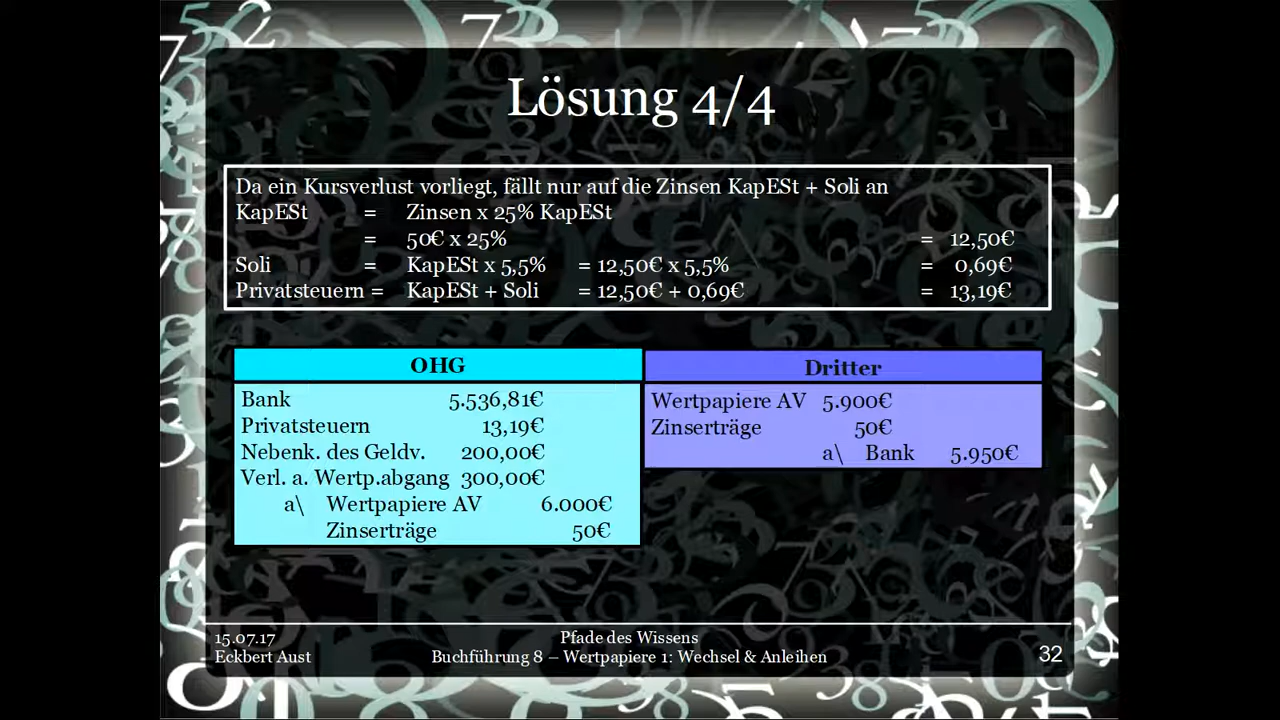 Lösung 4/4
Da ein Kursverlust vorliegt, fällt nur auf die Zinsen KapESt + Soli an
KapESt = Zinsen x 25% KapESt
= 50€ x 25% = 12,50€
Soli = KapESt x 5,5% = 12,50€ x 5,5% = 0,69€
Privatsteuern = KapESt + Soli = 12,50€ + 0,69€ = 13,19€
OHG
Bank 5.536,81€
Privatsteuern 13,19€
Nebenk. des Geldv. 200,00€
Verl. a. Wertp.abgang 300,00€
a\ Wertpapiere AV 6.000€
Zinserträge 50€
Dritter
Wertpapiere AV 5.900€
Zinserträge 50€
a\ Bank 5.950€
15.07.17
Eckbert Aust
Pfade des Wissens
Buchführung 8 – Wertpapiere 1: Wechsel & Anleihen
32